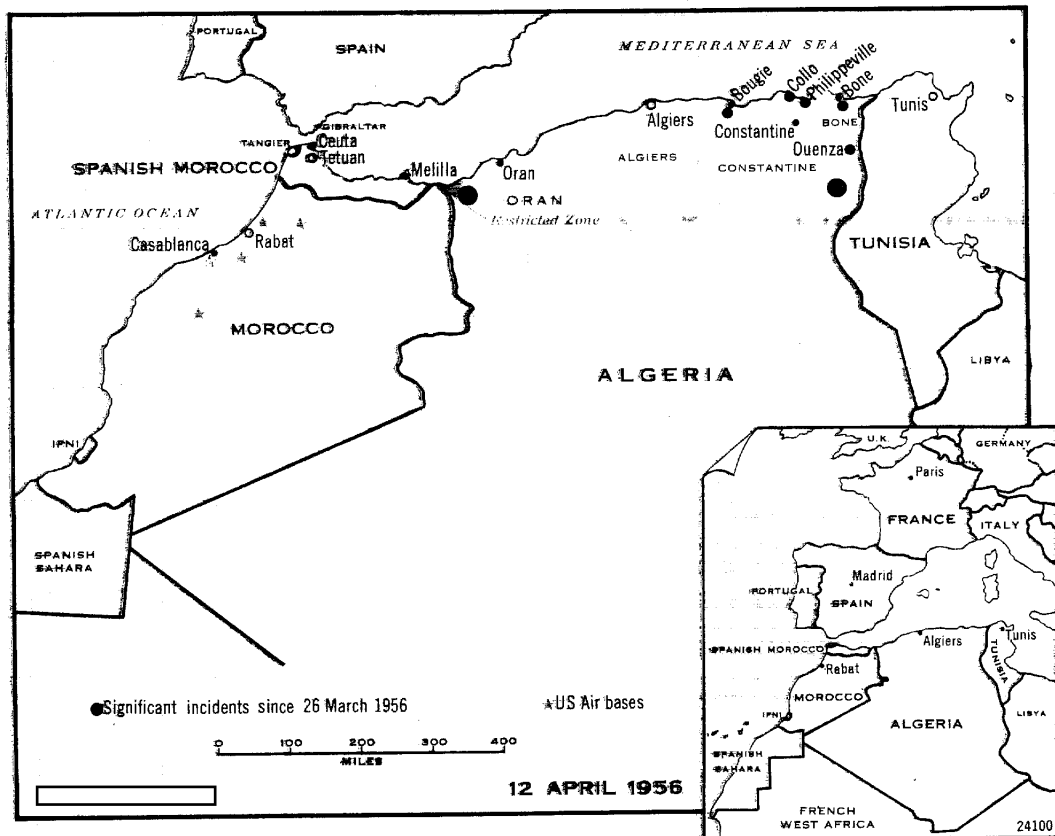 PORTUGAL
SPAIN
MEDITERRANEAN SEA
GIBRALTAR
TANGIER
Ceuta
Tetuan
SPANISH MOROCCO
Melilla
Oran
Algiers
Bougie
Collo
Philippeville
Bone
BONE
Constantine
Ouenza
Tunis
ALGIERS
CONSTANTINE
ORAN
Restricted Zone
ATLANTIC OCEAN
Casablanca
Rabat
TUNISIA
MOROCCO
ALGERIA
LIBYA
IFNI
SPANISH
SAHARA
Significant incidents since 26 March 1956
US Air bases
0 100 200 300 400
MILES
12 APRIL 1956
U.K.
GERMANY
Paris
FRANCE
ITALY
Madrid
PORTUGAL
SPAIN
SPANISH MOROCCO
Algiers
Tunis
Rabat
TUNISIA
MOROCCO
IFNI
ALGERIA
LIBYA
SPANISH
SAHARA
FRENCH
WEST AFRICA
24100